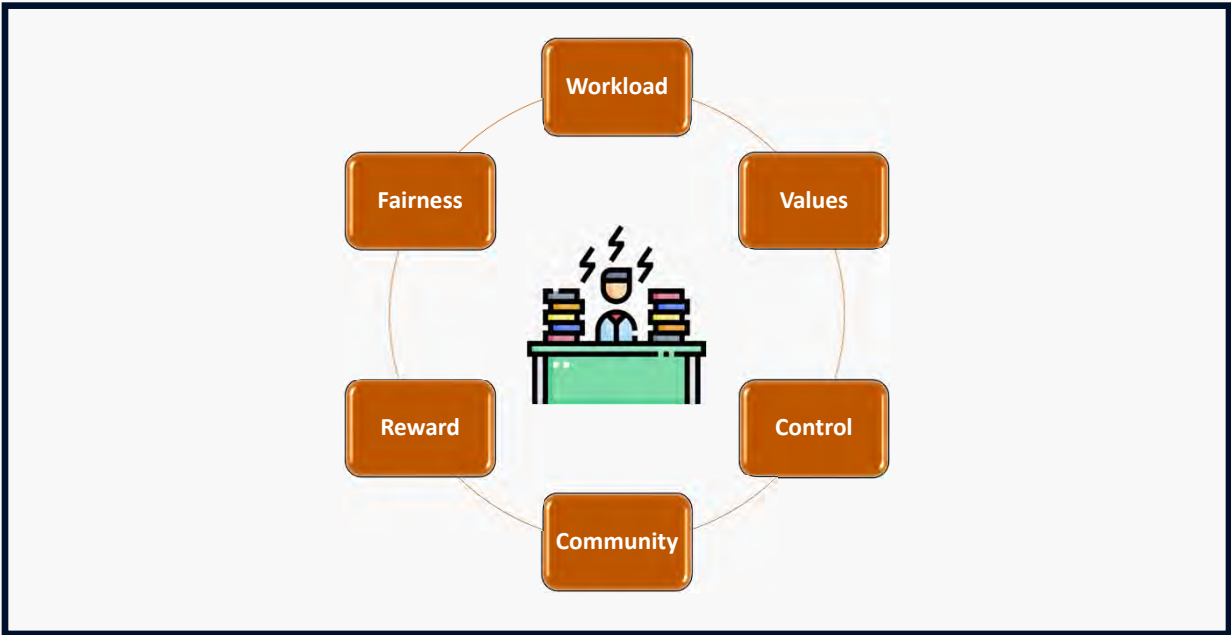 Workload
Fairness
Values
Reward
Control
Community